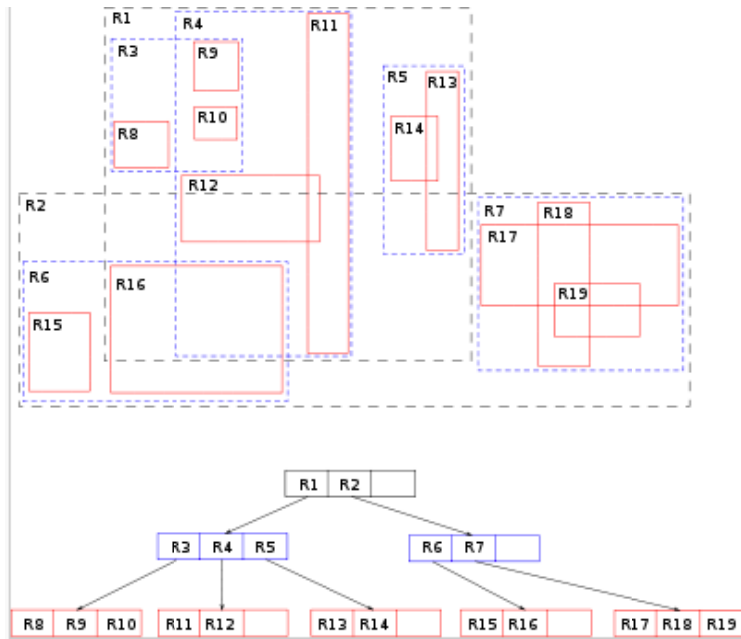 R1
R4
R11
R3
R9
R5
R13
R10
R14
R8
R12
R2
R7
R18
R17
R6
R16
R19
R15
R1 R2
R3 R4 R5
R6 R7
R8 R9 R10
R11 R12
R13 R14
R15 R16
R17 R18 R19